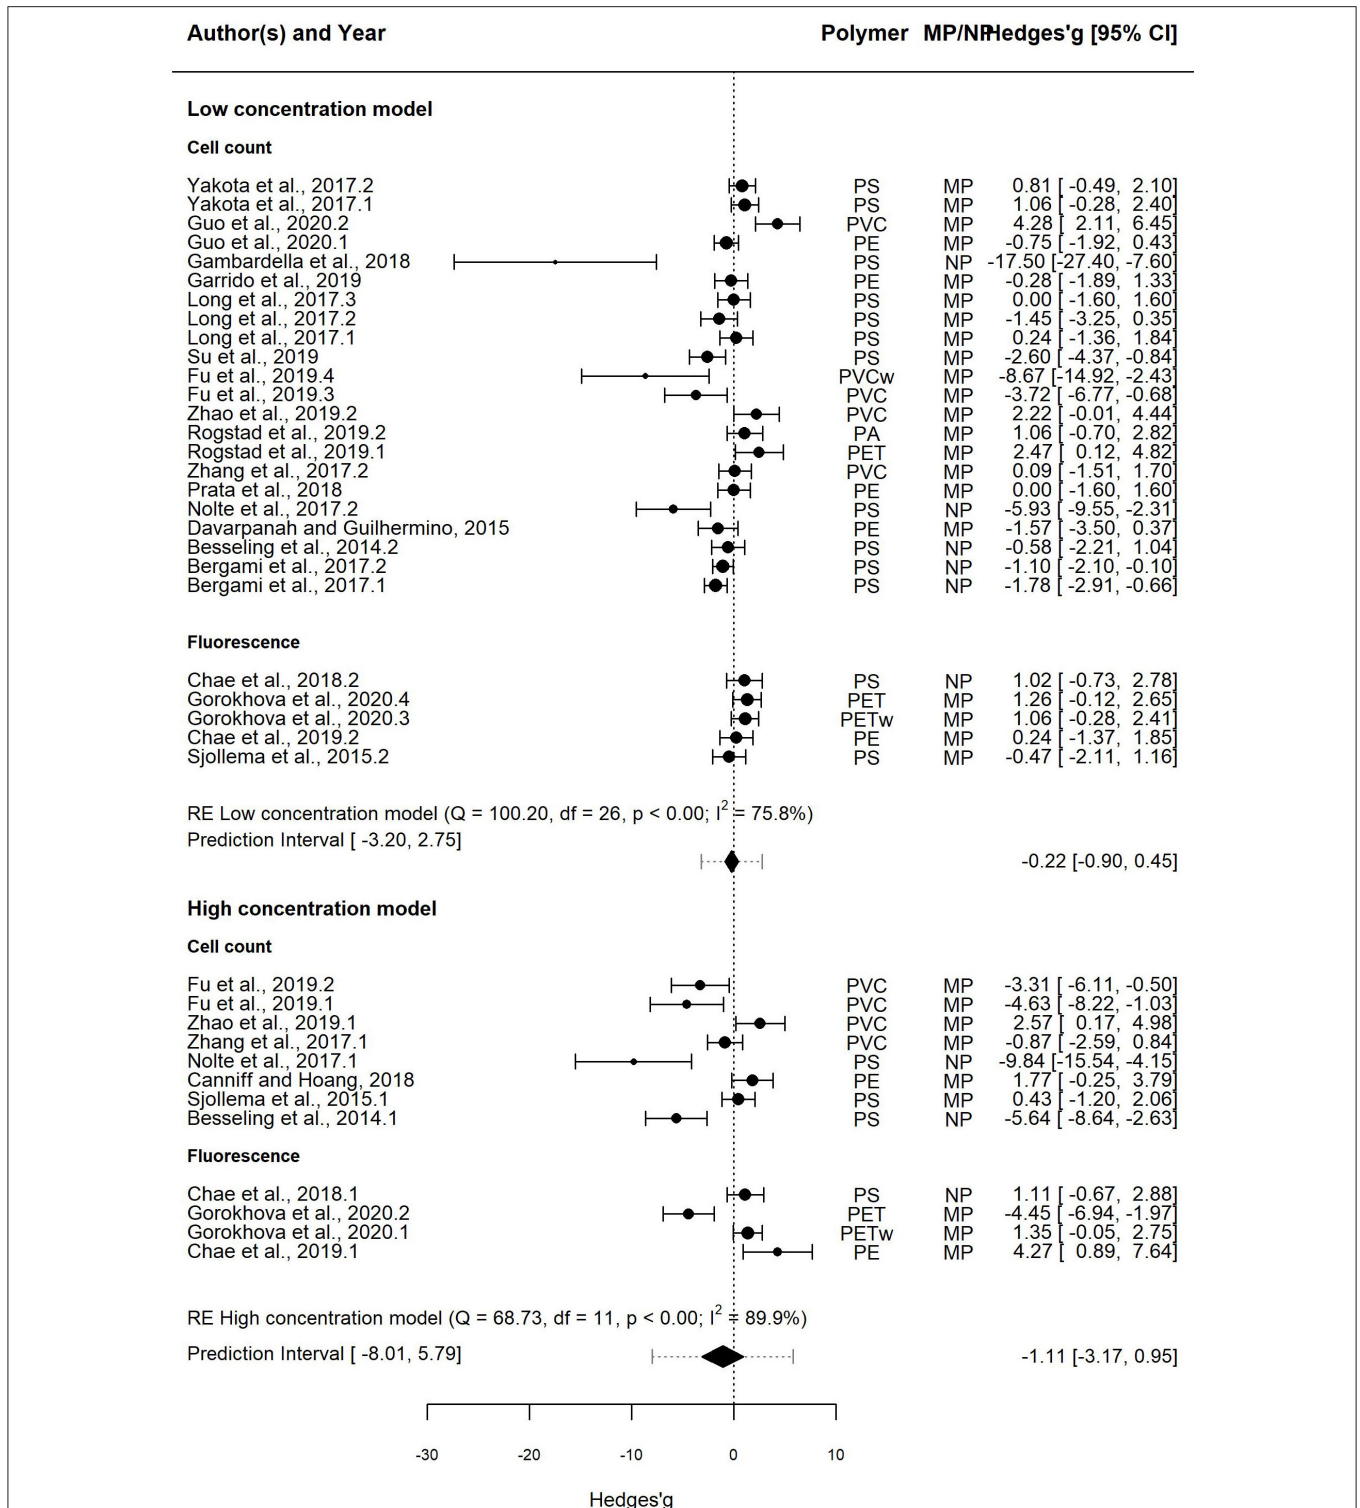 Author(s) and Year Polymer MP/NP Hedges'g [95% CI]
Low concentration model
Cell count
Yakota et al., 2017.2 PS MP 0.81 [ -0.49, 2.10]
Yakota et al., 2017.1 PS MP 1.06 [ -0.28, 2.40]
Guo et al., 2020.2 PVC MP 4.28 [ 2.11, 6.45]
Guo et al., 2020.1 PE MP -0.75 [ -1.92, 0.43]
Gambardella et al., 2018 PS NP -17.50 [-27.40, -7.60]
Garrido et al., 2019 PE MP -0.28 [ -1.89, 1.33]
Long et al., 2017.3 PS MP 0.00 [ -1.60, 1.60]
Long et al., 2017.2 PS MP -1.45 [ -3.25, 0.35]
Long et al., 2017.1 PS MP 0.24 [ -1.36, 1.84]
Su et al., 2019 PS MP -2.60 [ -4.37, -0.84]
Fu et al., 2019.4 PVCw MP -8.67 [-14.92, -2.43]
Fu et al., 2019.3 PVC MP -3.72 [ -6.77, -0.68]
Zhao et al., 2019.2 PVC MP 2.22 [ -0.01, 4.44]
Rogstad et al., 2019.2 PA MP 1.06 [ -0.70, 2.82]
Rogstad et al., 2019.1 PET MP 2.47 [ 0.12, 4.82]
Zhang et al., 2017.2 PVC MP 0.09 [ -1.51, 1.70]
Prata et al., 2018 PE MP 0.00 [ -1.60, 1.60]
Nolte et al., 2017.2 PS NP -5.93 [ -9.55, -2.31]
Davarpanah and Guilhermino, 2015 PE MP -1.57 [ -3.50, 0.37]
Besseling et al., 2014.2 PS NP -0.58 [ -2.21, 1.04]
Bergami et al., 2017.2 PS NP -1.10 [ -2.10, -0.10]
Bergami et al., 2017.1 PS NP -1.78 [ -2.91, -0.66]
Fluorescence
Chae et al., 2018.2 PS NP 1.02 [ -0.73, 2.78]
Gorokhova et al., 2020.4 PET MP 1.26 [ -0.12, 2.65]
Gorokhova et al., 2020.3 PETw MP 1.06 [ -0.28, 2.41]
Chae et al., 2019.2 PE MP 0.24 [ -1.37, 1.85]
Sjollema et al., 2015.2 PS MP -0.47 [ -2.11, 1.16]
RE Low concentration model (Q = 100.20, df = 26, p < 0.00; I² = 75.8%)
Prediction Interval [ -3.20, 2.75]
-0.22 [-0.90, 0.45]
High concentration model
Cell count
Fu et al., 2019.2 PVC MP -3.31 [ -6.11, -0.50]
Fu et al., 2019.1 PVC MP -4.63 [ -8.22, -1.03]
Zhao et al., 2019.1 PVC MP 2.57 [ 0.17, 4.98]
Zhang et al., 2017.1 PVC MP -0.87 [ -2.59, 0.84]
Nolte et al., 2017.1 PS NP -9.84 [-15.54, -4.15]
Canniff and Hoang, 2018 PE MP 1.77 [ -0.25, 3.79]
Sjollema et al., 2015.1 PS MP 0.43 [ -1.20, 2.06]
Besseling et al., 2014.1 PS NP -5.64 [ -8.64, -2.63]
Fluorescence
Chae et al., 2018.1 PS NP 1.11 [ -0.67, 2.88]
Gorokhova et al., 2020.2 PET MP -4.45 [ -6.94, -1.97]
Gorokhova et al., 2020.1 PETw MP 1.35 [ -0.05, 2.75]
Chae et al., 2019.1 PE MP 4.27 [ 0.89, 7.64]
RE High concentration model (Q = 68.73, df = 11, p < 0.00; I² = 89.9%)
Prediction Interval [ -8.01, 5.79] -1.11 [-3.17, 0.95]
-30 -20 -10 0 10
Hedges'g